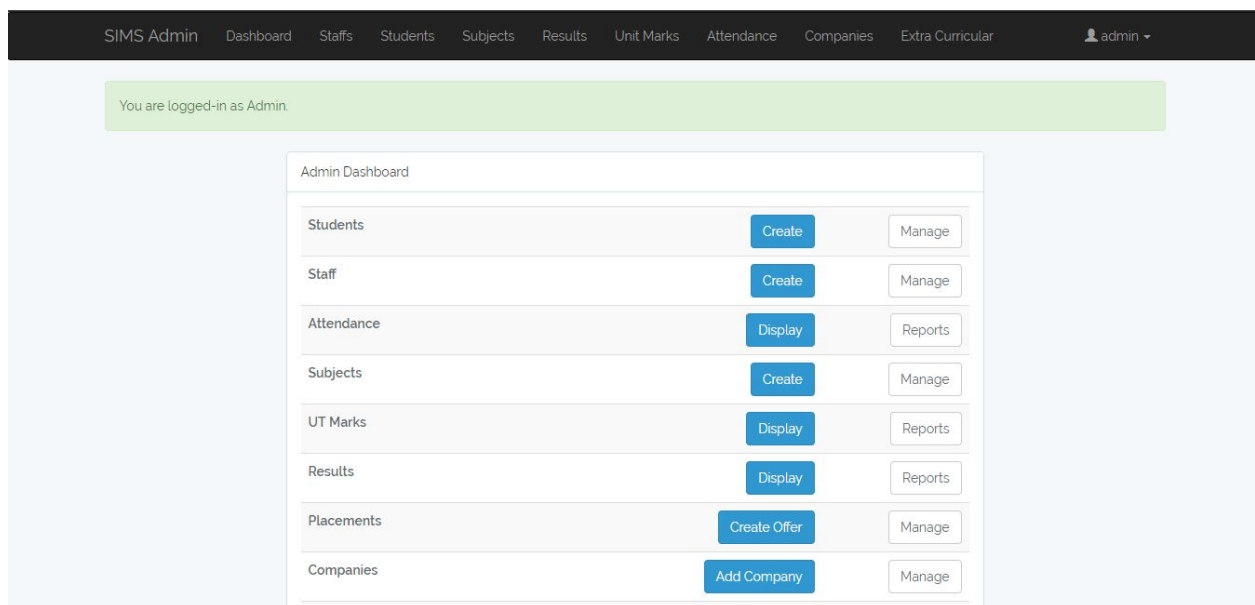 SIMS Admin Dashboard Staffs Students Subjects Results Unit Marks Attendance Companies Extra Curricular admin
You are logged-in as Admin.
Admin Dashboard
Students Create Manage
Staff Create Manage
Attendance Display Reports
Subjects Create Manage
UT Marks Display Reports
Results Display Reports
Placements Create Offer Manage
Companies Add Company Manage